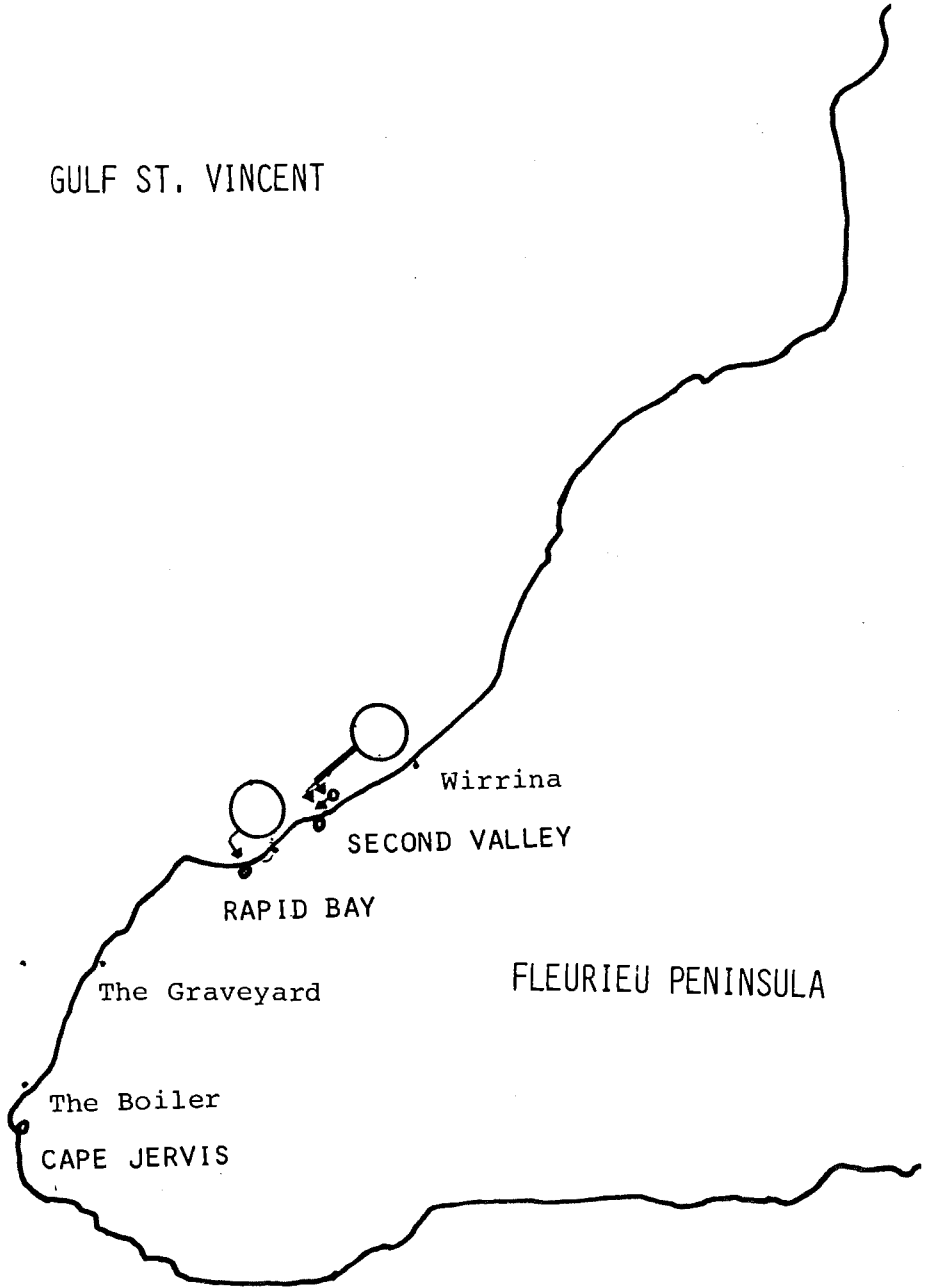 GULF ST. VINCENT
Wirrina
SECOND VALLEY
RAPID BAY
FLEURIEU PENINSULA
The Graveyard
The Boiler
CAPE JERVIS